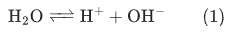 H₂O ⇌ H⁺ + OH⁻ (1)